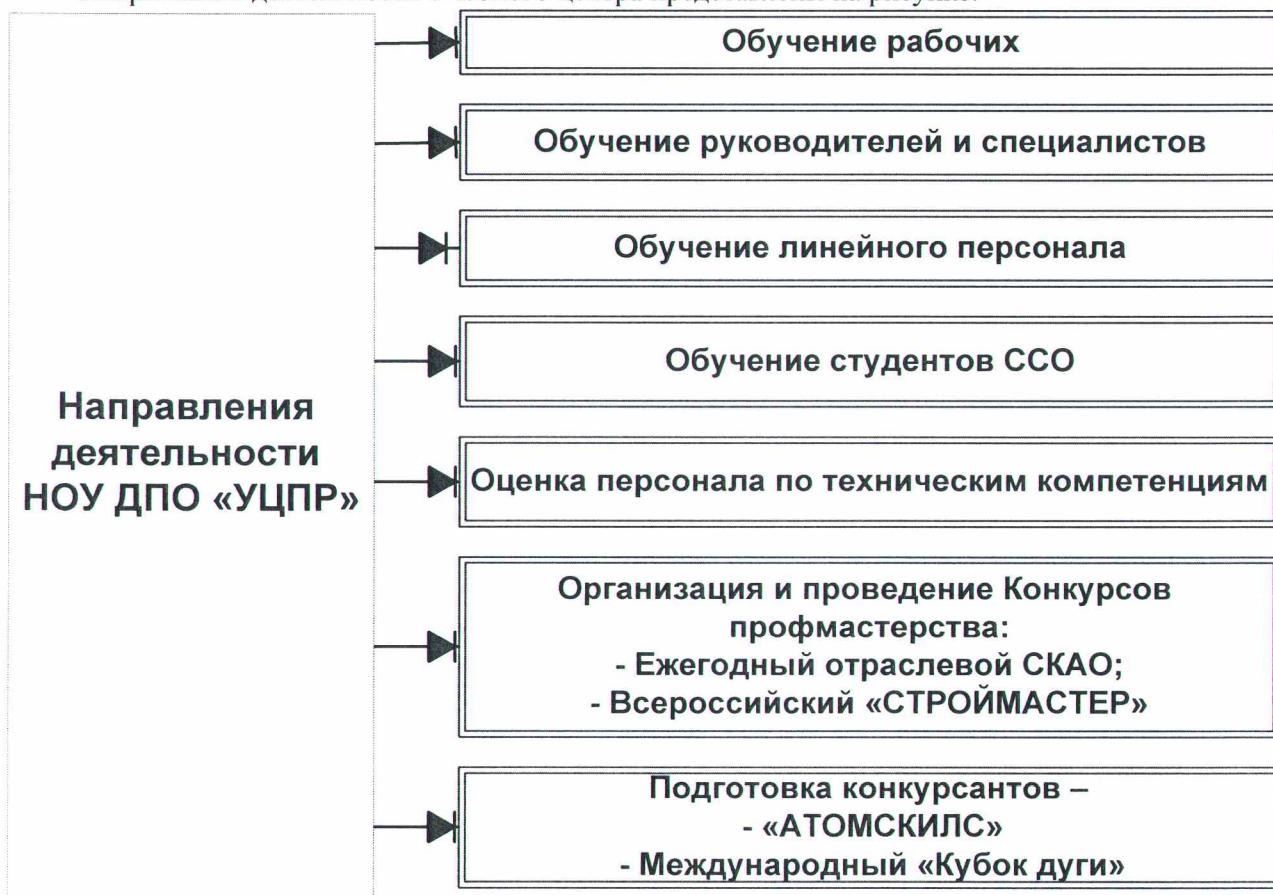 Обучение рабочих
Обучение руководителей и специалистов
Обучение линейного персонала
Обучение студентов ССО
Направления
деятельности
НОУ ДПО «УЦПР»
Оценка персонала по техническим компетенциям
Организация и проведение Конкурсов
профмастерства:
- Ежегодный отраслевой СКАО;
- Всероссийский «СТРОЙМАСТЕР»
Подготовка конкурсантов –
- «АТОМСКИЛС»
- Международный «Кубок дуги»